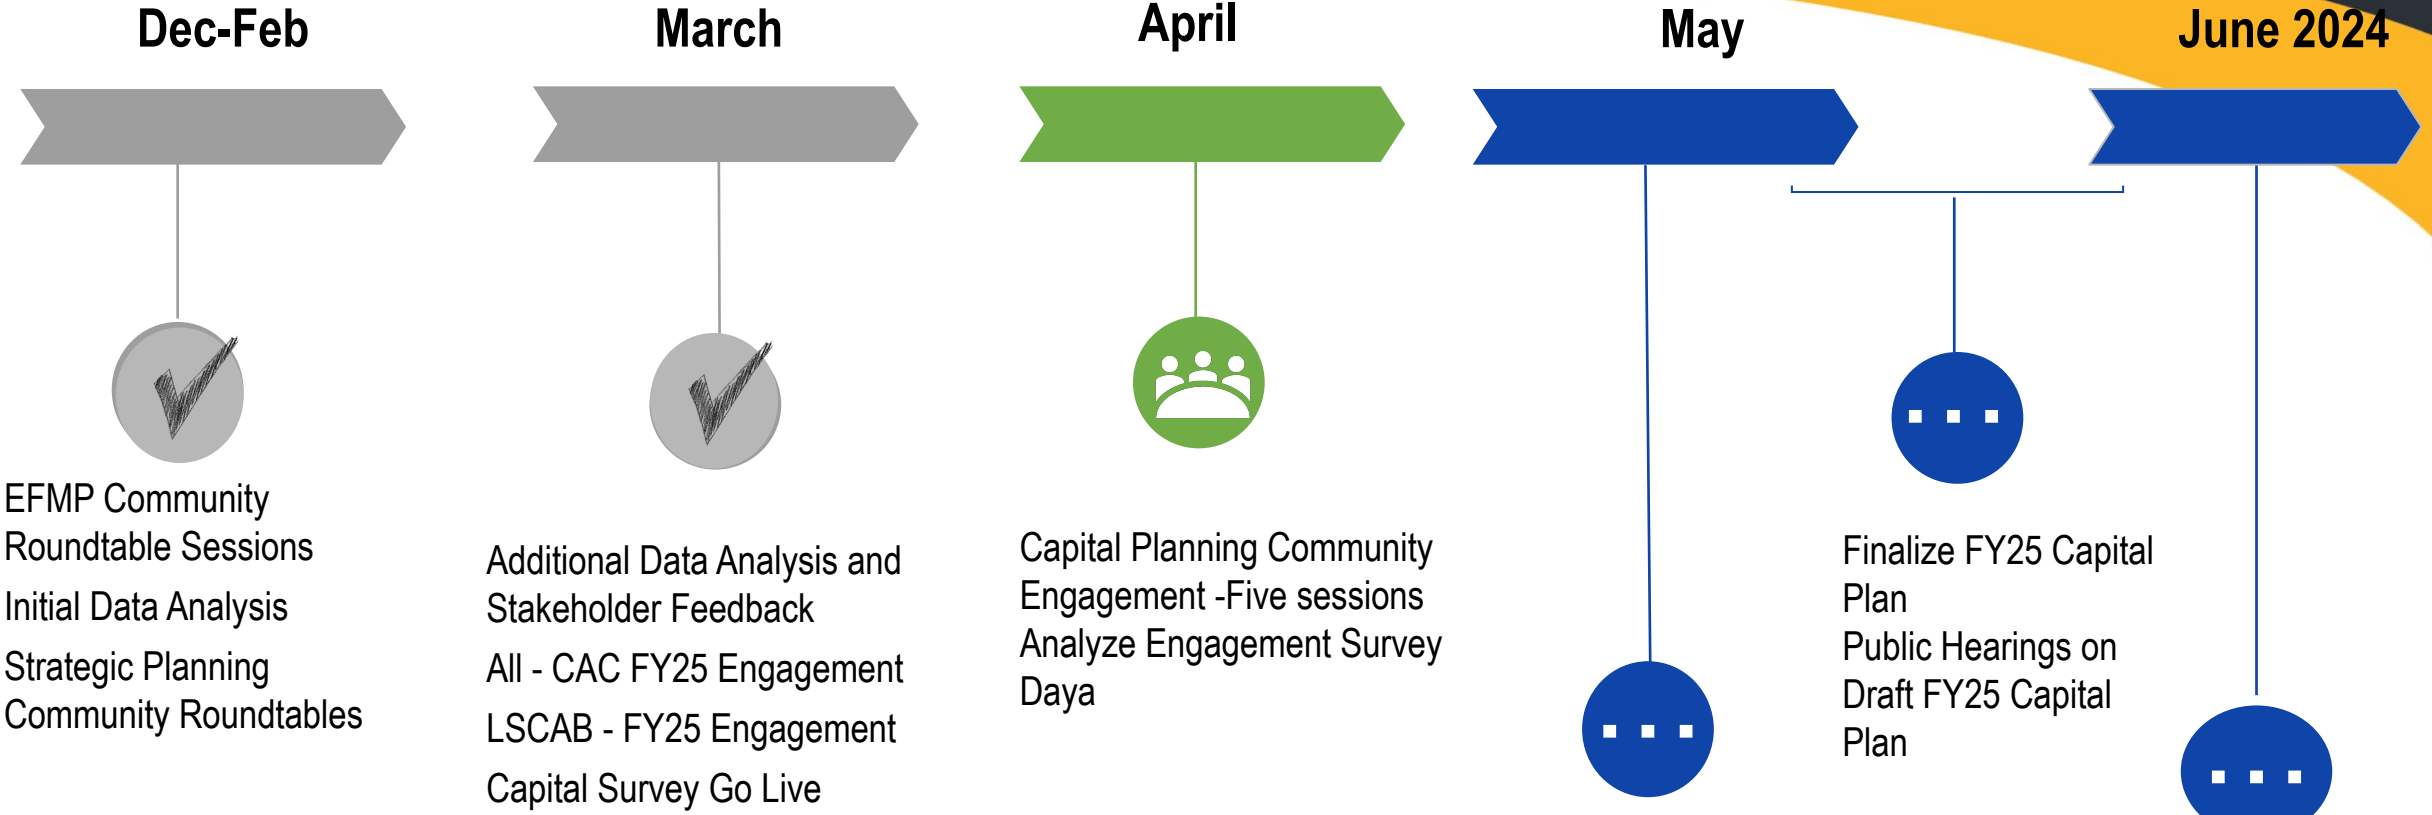 Dec-Feb
March
April
May
June 2024
EFMP Community
Roundtable Sessions
Initial Data Analysis
Strategic Planning
Community Roundtables
Additional Data Analysis and
Stakeholder Feedback
All - CAC FY25 Engagement
LSCAB - FY25 Engagement
Capital Survey Go Live
Capital Planning Community
Engagement -Five sessions
Analyze Engagement Survey
Daya
Finalize FY25 Capital
Plan
Public Hearings on
Draft FY25 Capital
Plan